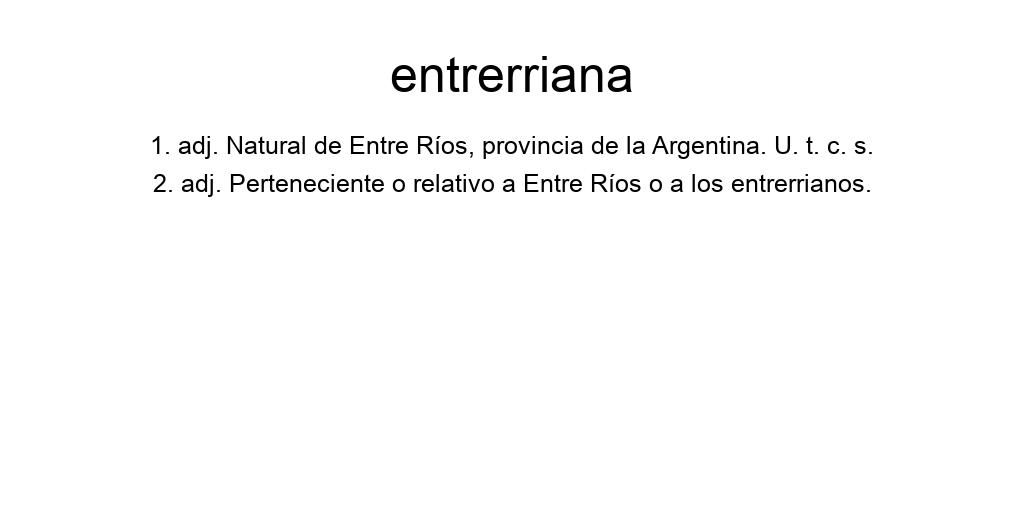 entrerriana
1. adj. Natural de Entre Ríos, provincia de la Argentina. U. t. c. s.
2. adj. Perteneciente o relativo a Entre Ríos o a los entrerrianos.